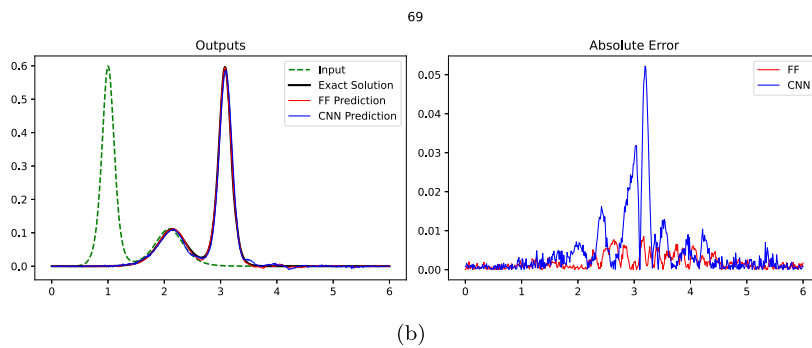 69
Outputs
0.6
0.5
0.4
0.3
0.2
0.1
0.0
0 1 2 3 4 5 6
Input
Exact Solution
FF Prediction
CNN Prediction
Absolute Error
0.05
0.04
0.03
0.02
0.01
0.00
0 1 2 3 4 5 6
FF
CNN
(b)